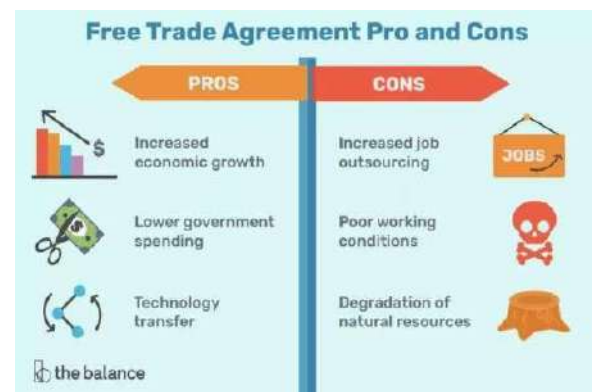 Free Trade Agreement Pro and Cons
PROS
CONS
Increased
economic growth
$
Increased job
outsourcing
JOBS
Lower government
spending
$
Poor working
conditions
Technology
transfer
Degradation of
natural resources
the balance